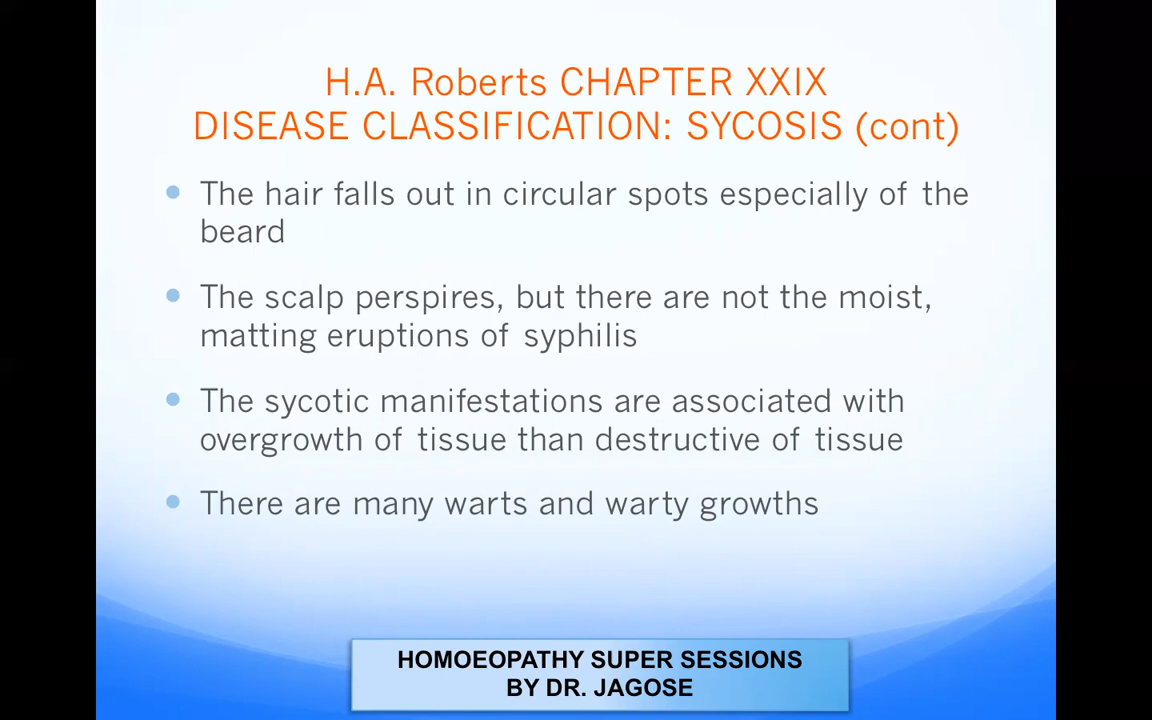 H.A. Roberts CHAPTER XXIX
DISEASE CLASSIFICATION: SYCOSIS (cont)
The hair falls out in circular spots especially of the
beard
The scalp perspires, but there are not the moist,
matting eruptions of syphilis
The sycotic manifestations are associated with
overgrowth of tissue than destructive of tissue
There are many warts and warty growths
HOMOEOPATHY SUPER SESSIONS
BY DR. JAGOSE